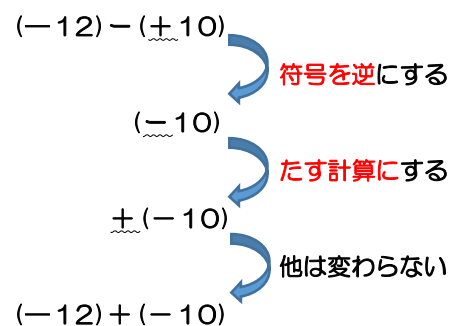 (－12)－(＋10)
符号を逆にする
(－10)
たす計算にする
＋(－10)
他は変わらない
(－12)＋(－10)